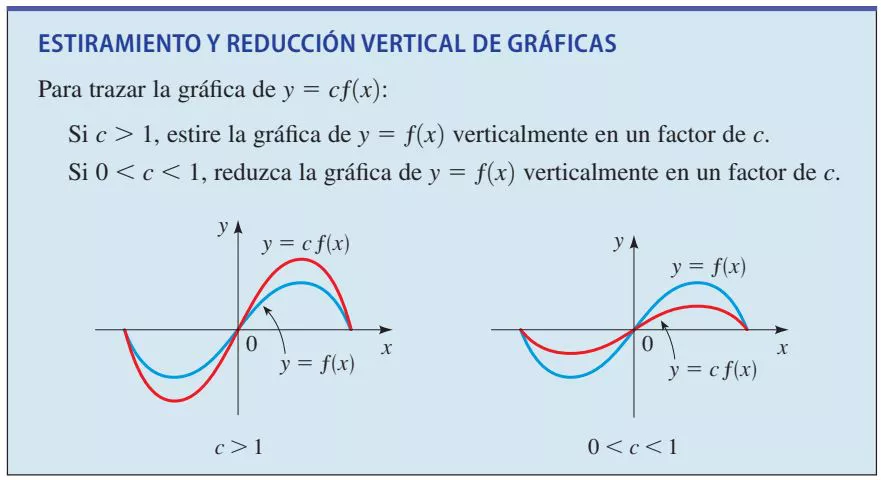 ESTIRAMIENTO Y REDUCCIÓN VERTICAL DE GRÁFICAS
Para trazar la gráfica de y = cf(x):
Si c > 1, estire la gráfica de y = f(x) verticalmente en un factor de c.
Si 0 < c < 1, reduzca la gráfica de y = f(x) verticalmente en un factor de c.
y
y = c f(x)
0
x
y = f(x)
c > 1
y
y = f(x)
0
x
y = c f(x)
0 < c < 1